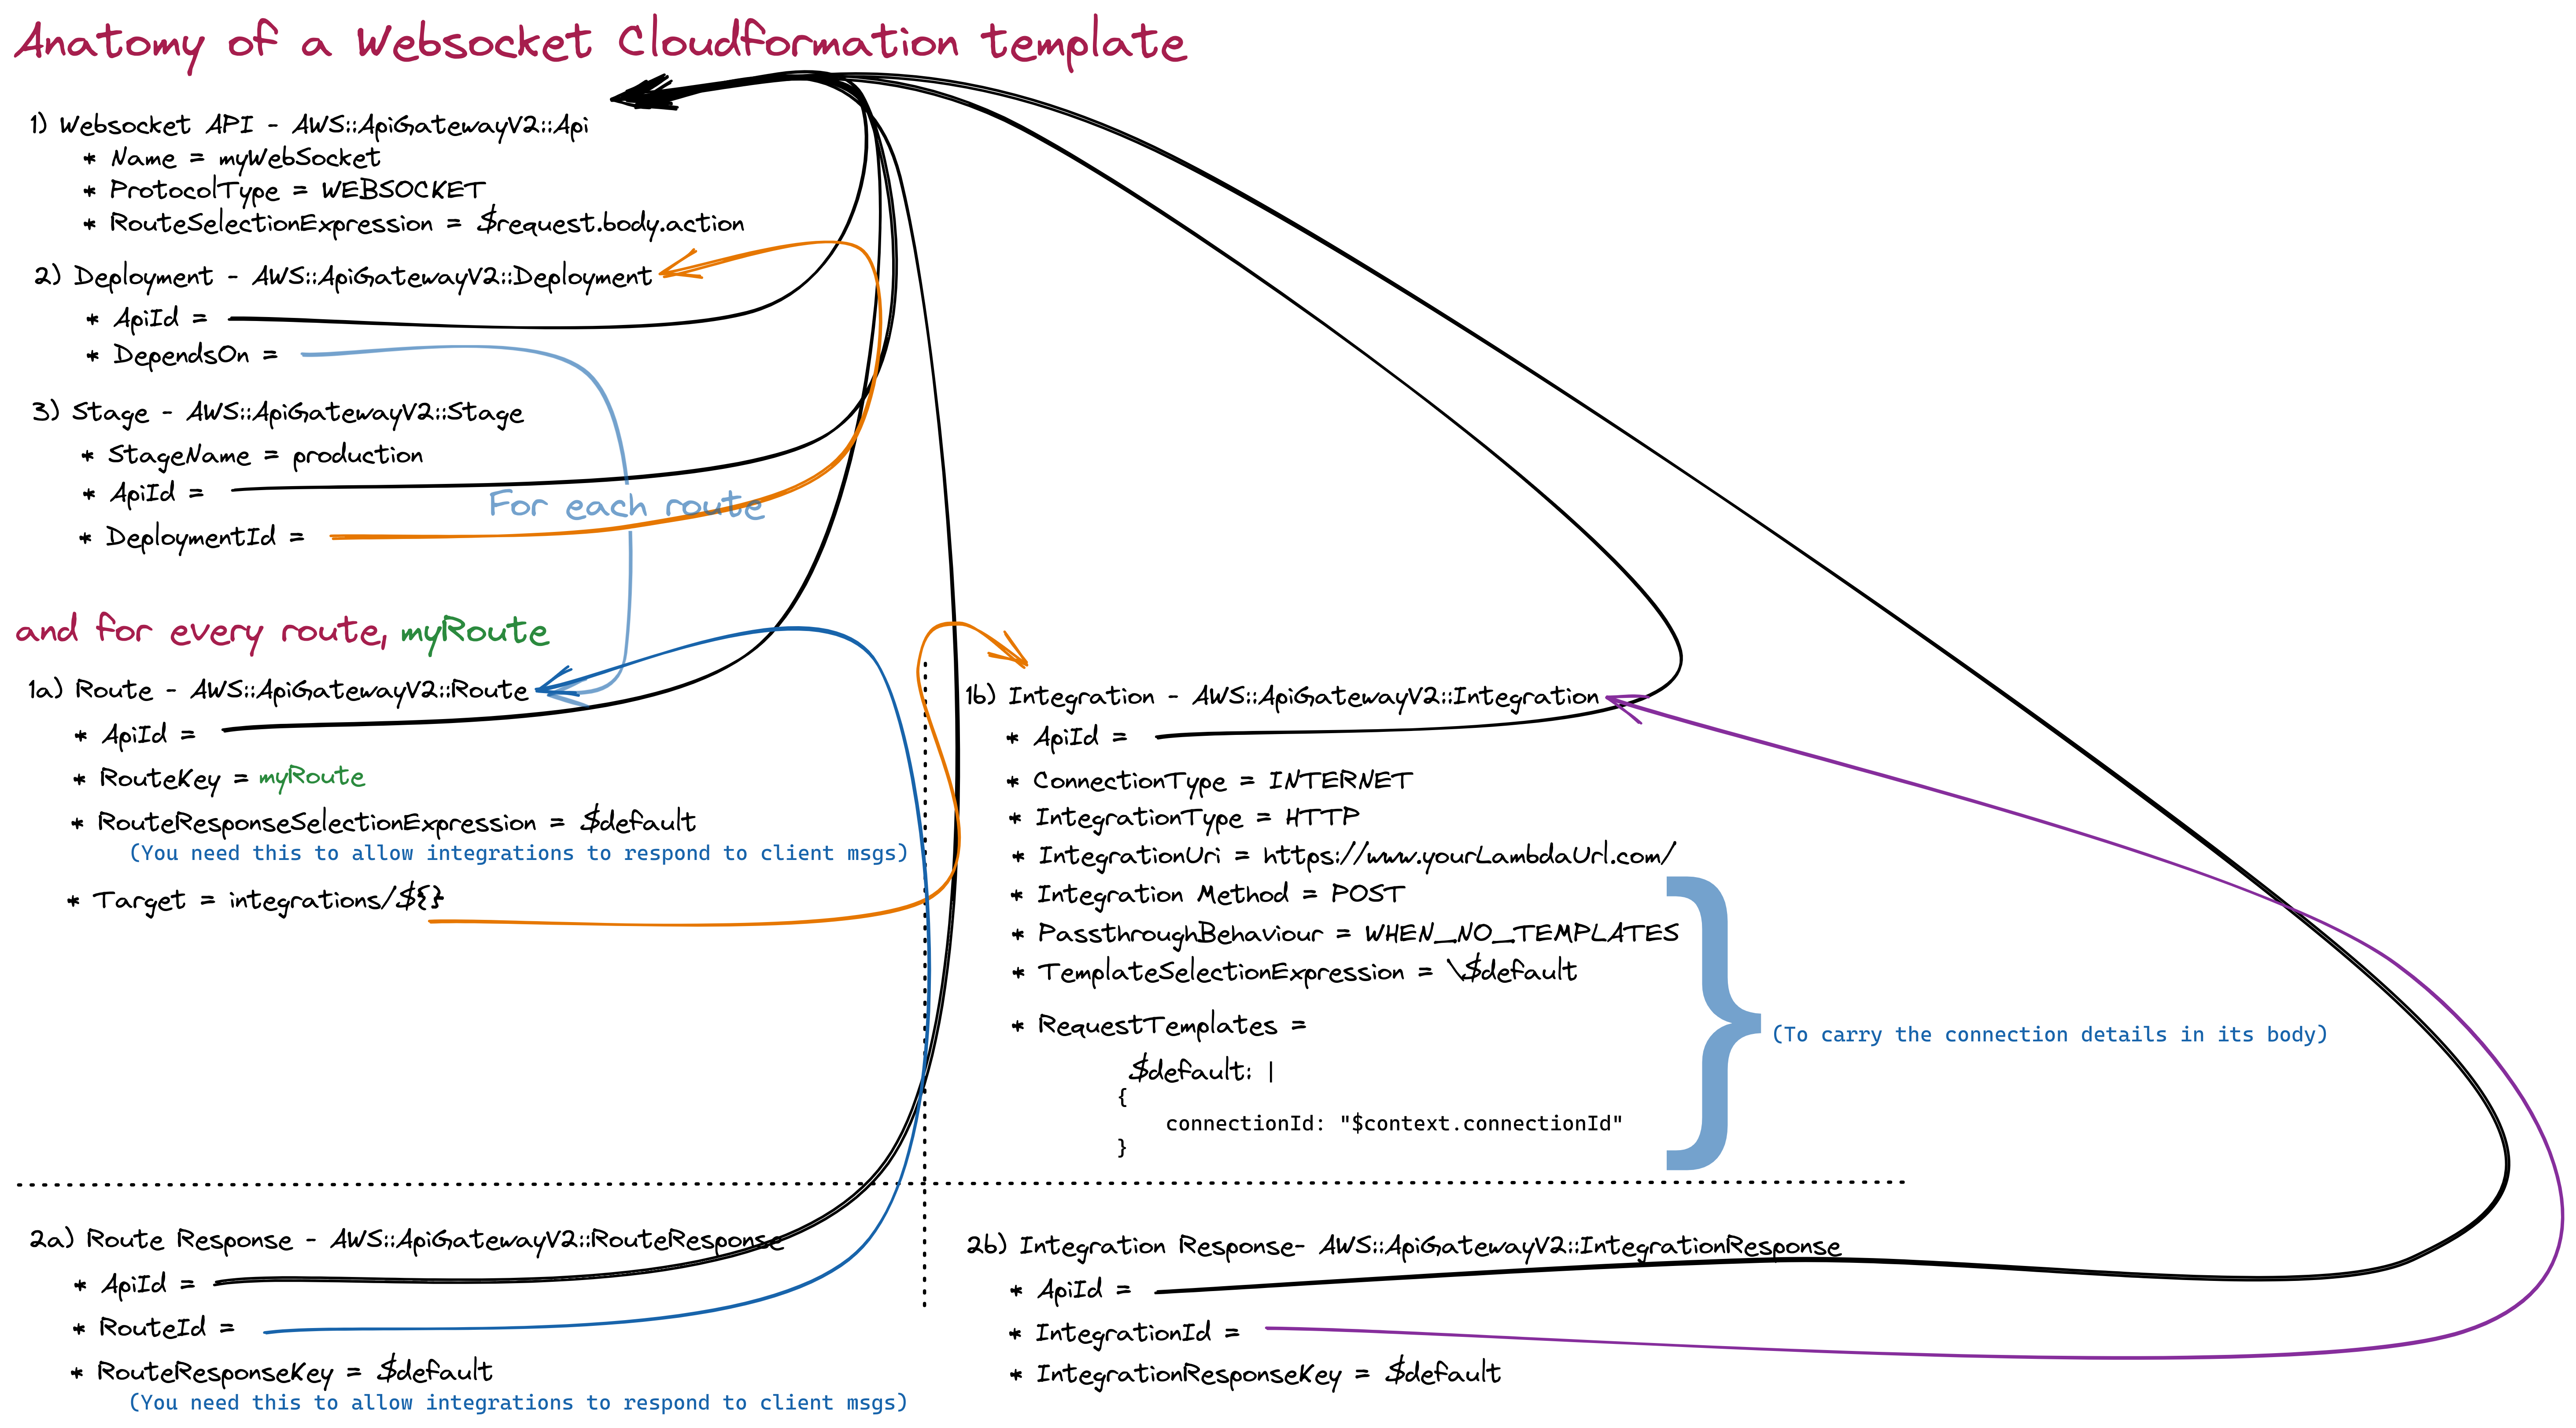 Anatomy of a Websocket Cloudformation template
1) Websocket API - AWS::ApiGatewayV2::Api
* Name = myWebSocket
* ProtocolType = WEBSOCKET
* RouteSelectionExpression = $request.body.action
2) Deployment - AWS::ApiGatewayV2::Deployment
* ApiId =
* DependsOn =
3) Stage - AWS::ApiGatewayV2::Stage
* StageName = production
* ApiId =
For each route
* DeploymentId =
and for every route, myRoute
1a) Route - AWS::ApiGatewayV2::Route
* ApiId =
* RouteKey = myRoute
* RouteResponseSelectionExpression = $default
(You need this to allow integrations to respond to client msgs)
* Target = integrations/${}
1b) Integration - AWS::ApiGatewayV2::Integration
* ApiId =
* ConnectionType = INTERNET
* IntegrationType = HTTP
* IntegrationUri = https://www.yourLambdaUrl.com/
* Integration Method = POST
* PassthroughBehaviour = WHEN_NO_TEMPLATES
* TemplateSelectionExpression = \$default
* RequestTemplates =
$default: |
{
connectionId: "$context.connectionId"
}
(To carry the connection details in its body)
2a) Route Response - AWS::ApiGatewayV2::RouteResponse
* ApiId =
* RouteId =
* RouteResponseKey = $default
(You need this to allow integrations to respond to client msgs)
2b) Integration Response- AWS::ApiGatewayV2::IntegrationResponse
* ApiId =
* IntegrationId =
* IntegrationResponseKey = $default